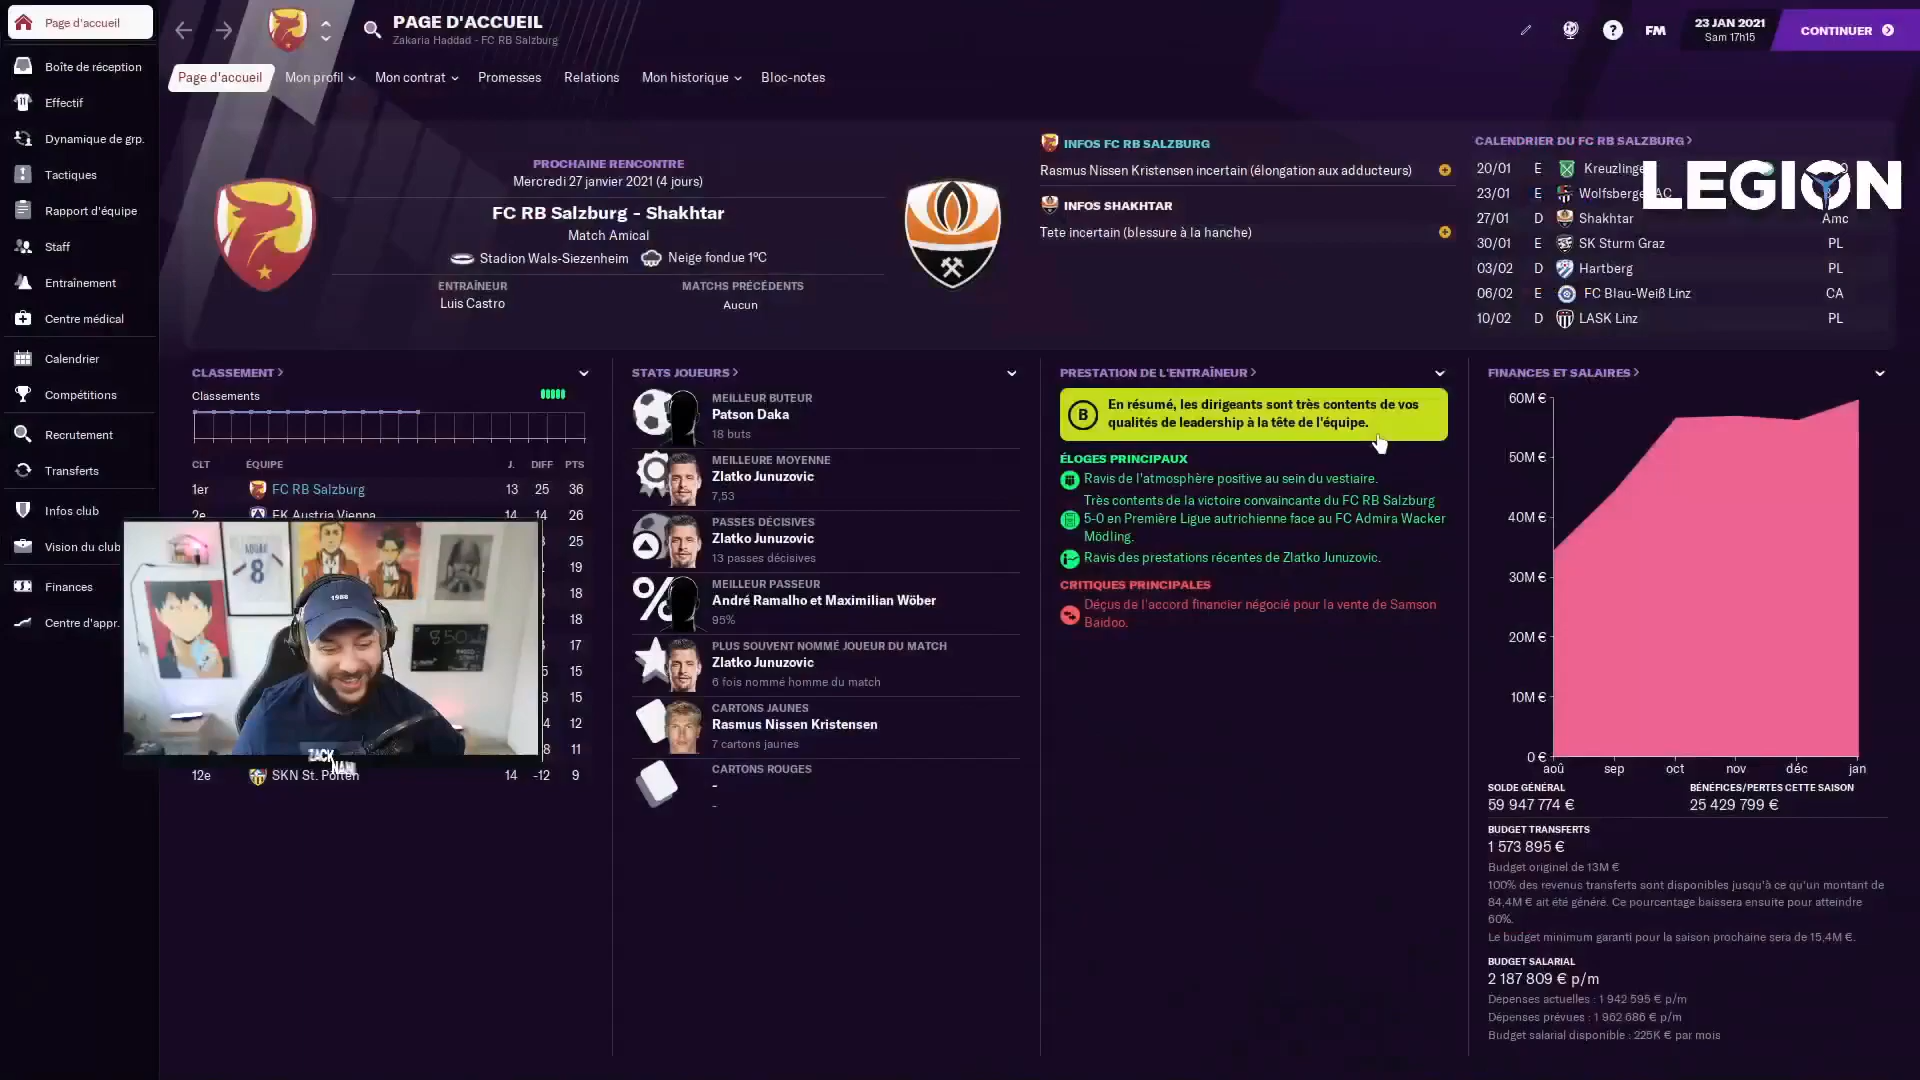 Page d'accueil
Boîte de réception
Effectif
Dynamique de grp.
Tactiques
Rapport d'équipe
Staff
Entraînement
Centre médical
Calendrier
Compétitions
Recrutement
Transferts
Infos club
Vision du club
Finances
Centre d'appr.
PAGE D'ACCUEIL
Zakaria Haddad - FC RB Salzburg
FM
23 JAN 2021
Sam 17h15
CONTINUER
Page d'accueil
Mon profil
Mon contrat
Promesses
Relations
Mon historique
Bloc-notes
PROCHAINE RENCONTRE
Mercredi 27 janvier 2021 (4 jours)
FC RB Salzburg - Shakhtar
Match Amical
Stadion Wals-Siezenheim
Neige fondue 1°C
ENTRAÎNEUR
Luis Castro
MATCHS PRÉCÉDENTS
Aucun
INFOS FC RB SALZBURG
Rasmus Nissen Kristensen incertain (élongation aux adducteurs)
INFOS SHAKHTAR
Tete incertain (blessure à la hanche)
CALENDRIER DU FC RB SALZBURG
20/01 E Kreuzlinge
23/01 E Wolfsberger AC
27/01 D Shakhtar Amc
30/01 E SK Sturm Graz PL
03/02 D Hartberg PL
06/02 E FC Blau-Weiß Linz CA
10/02 D LASK Linz PL
LEGION
CLASSEMENT
Classements
CLT ÉQUIPE J. DIFF PTS
1er FC RB Salzburg 13 25 36
2e FK Austria Vienna 14 14 26
25
19
18
18
17
15
15
12
11
12e SKN St. Pölten 14 -12 9
1988
ZACK
NANI
STATS JOUEURS
MEILLEUR BUTEUR
Patson Daka
18 buts
MEILLEURE MOYENNE
Zlatko Junuzovic
7,53
PASSES DÉCISIVES
Zlatko Junuzovic
13 passes décisives
MEILLEUR PASSEUR
André Ramalho et Maximilian Wöber
95%
PLUS SOUVENT NOMMÉ JOUEUR DU MATCH
Zlatko Junuzovic
6 fois nommé homme du match
CARTONS JAUNES
Rasmus Nissen Kristensen
7 cartons jaunes
CARTONS ROUGES
-
-
PRESTATION DE L'ENTRAÎNEUR
B
En résumé, les dirigeants sont très contents de vos
qualités de leadership à la tête de l'équipe.
ÉLOGES PRINCIPAUX
Ravis de l'atmosphère positive au sein du vestiaire.
Très contents de la victoire convaincante du FC RB Salzburg
5-0 en Première Ligue autrichienne face au FC Admira Wacker
Mödling.
Ravis des prestations récentes de Zlatko Junuzovic.
CRITIQUES PRINCIPALES
Déçus de l'accord financier négocié pour la vente de Samson
Baidoo.
FINANCES ET SALAIRES
60M €
50M €
40M €
30M €
20M €
10M €
0 €
aoû sep oct nov déc jan
SOLDE GÉNÉRAL
59 947 774 €
BÉNÉFICES/PERTES CETTE SAISON
25 429 799 €
BUDGET TRANSFERTS
1 573 895 €
Budget originel de 13M €
100% des revenus transferts sont disponibles jusqu'à ce qu'un montant de
84,4M € ait été généré. Ce pourcentage baissera ensuite pour atteindre
60%.
Le budget minimum garanti pour la saison prochaine sera de 15,4M €.
BUDGET SALARIAL
2 187 809 € p/m
Dépenses actuelles : 1 942 595 € p/m
Dépenses prévues : 1 962 686 € p/m
Budget salarial disponible : 225K € par mois